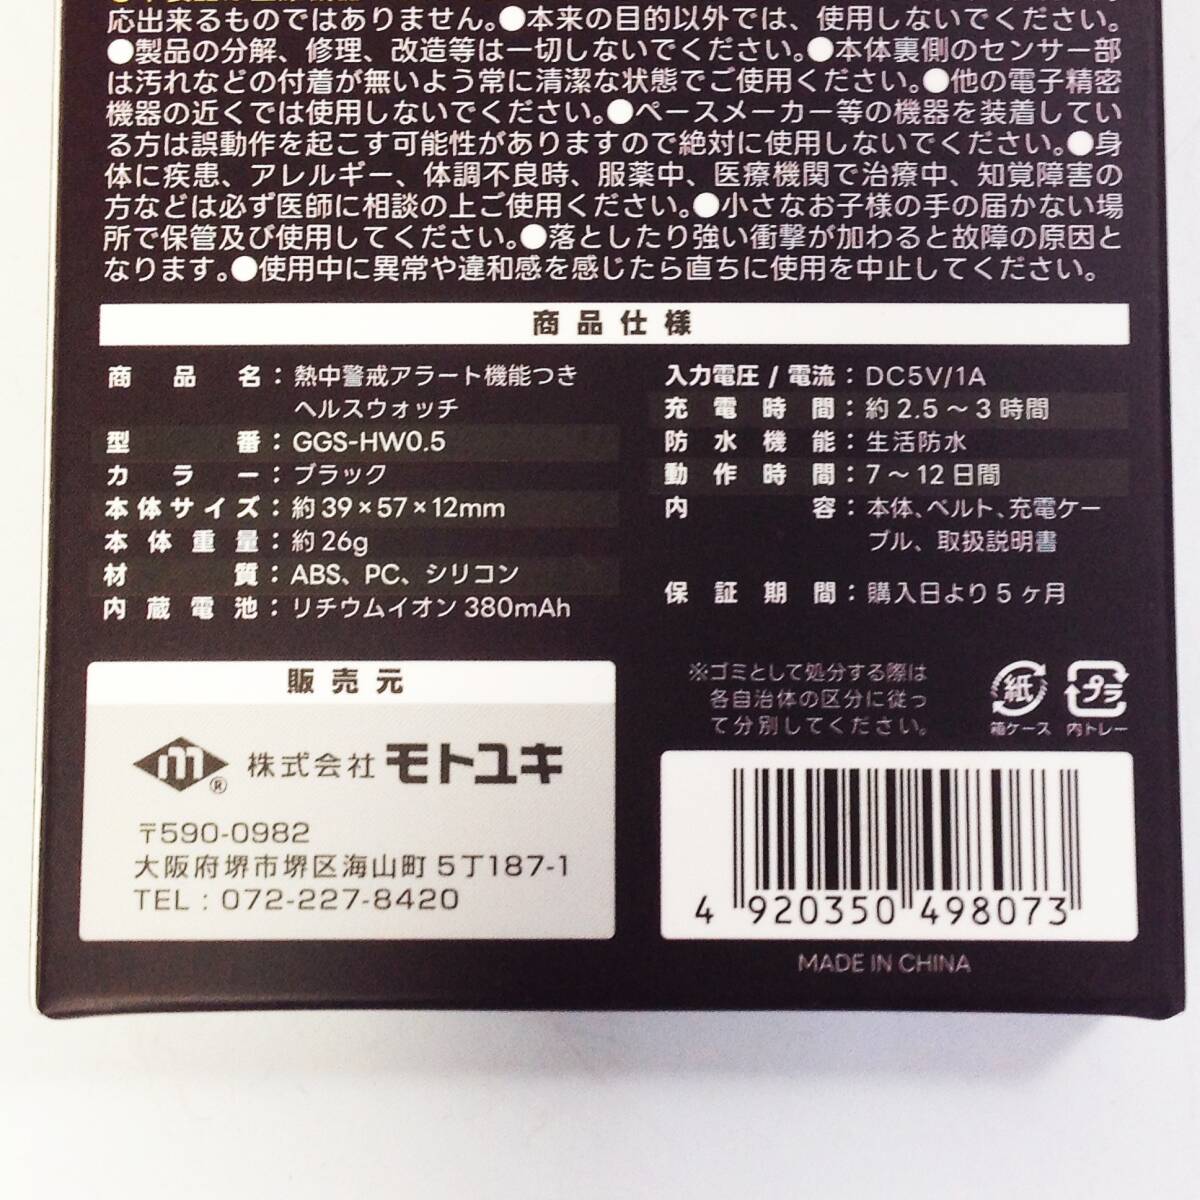 応出来るものではありません。●本来の目的以外では、使用しないでください。
●製品の分解、修理、改造等は一切しないでください。●本体裏側のセンサー部
は汚れなどの付着が無いよう常に清潔な状態でご使用ください。●他の電子精密
機器の近くでは使用しないでください。●ペースメーカー等の機器を装着してい
る方は誤動作を起こす可能性がありますので絶対に使用しないでください。●身
体に疾患、アレルギー、体調不良時、服薬中、医療機関で治療中、知覚障害の
方などは必ず医師に相談の上ご使用ください。●小さなお子様の手の届かない場
所で保管及び使用してください。●落としたり強い衝撃が加わると故障の原因と
なります。●使用中に異常や違和感を感じたら直ちに使用を中止してください。
商品仕様
商品名：熱中警戒アラート機能つき
ヘルスウォッチ
型番：GGS-HW0.5
カラー：ブラック
本体サイズ：約39×57×12mm
本体重量：約26g
材質：ABS、PC、シリコン
内蔵電池：リチウムイオン 380mAh
入力電圧 / 電流：DC5V/1A
充電時間：約2.5～3時間
防水機能：生活防水
動作時間：7～12日間
内容：本体、ベルト、充電ケー
ブル、取扱説明書
保証期間：購入日より5ヶ月
販売元
m®
株式会社 モトユキ
〒590-0982
大阪府堺市堺区海山町5丁187-1
TEL : 072-227-8420
※ゴミとして処分する際は
各自治体の区分に従っ
て分別してください。
紙
箱ケース
プラ
内トレー
4 920350 498073
MADE IN CHINA